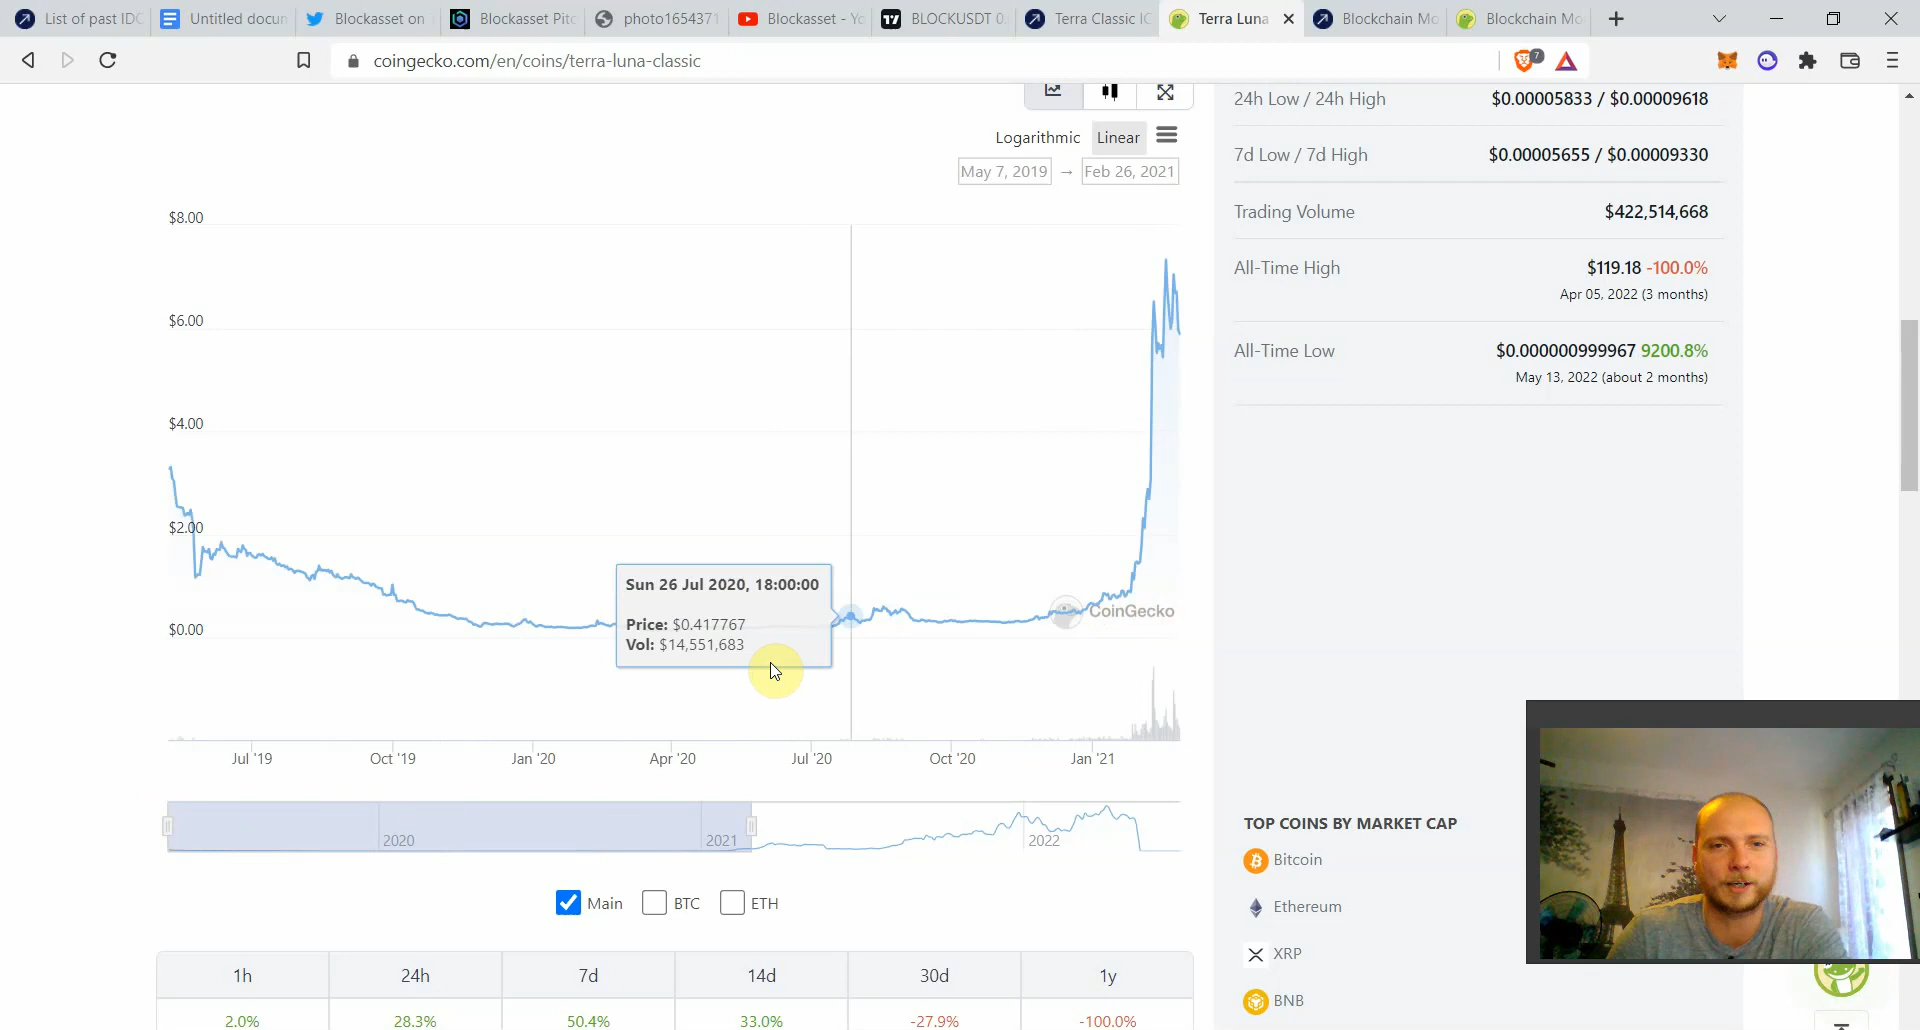 List of past IDO
Untitled docun
Blockasset on
Blockasset Pitc
photo1654371
Blockasset - Yo
BLOCKUSDT 0.
Terra Classic IC
Terra Luna
Blockchain Mo
Blockchain Mo
coingecko.com/en/coins/terra-luna-classic
7
Logarithmic Linear
May 7, 2019 → Feb 26, 2021
$8.00
$6.00
$4.00
$2.00
$0.00
Sun 26 Jul 2020, 18:00:00
Price: $0.417767
Vol: $14,551,683
CoinGecko
Jul '19 Oct '19 Jan '20 Apr '20 Jul '20 Oct '20 Jan '21
2020 2021 2022
Main BTC ETH
1h 24h 7d 14d 30d 1y
2.0% 28.3% 50.4% 33.0% -27.9% -100.0%
24h Low / 24h High $0.00005833 / $0.00009618
7d Low / 7d High $0.00005655 / $0.00009330
Trading Volume $422,514,668
All-Time High $119.18 -100.0%
Apr 05, 2022 (3 months)
All-Time Low $0.000000999967 9200.8%
May 13, 2022 (about 2 months)
TOP COINS BY MARKET CAP
Bitcoin
Ethereum
XRP
BNB